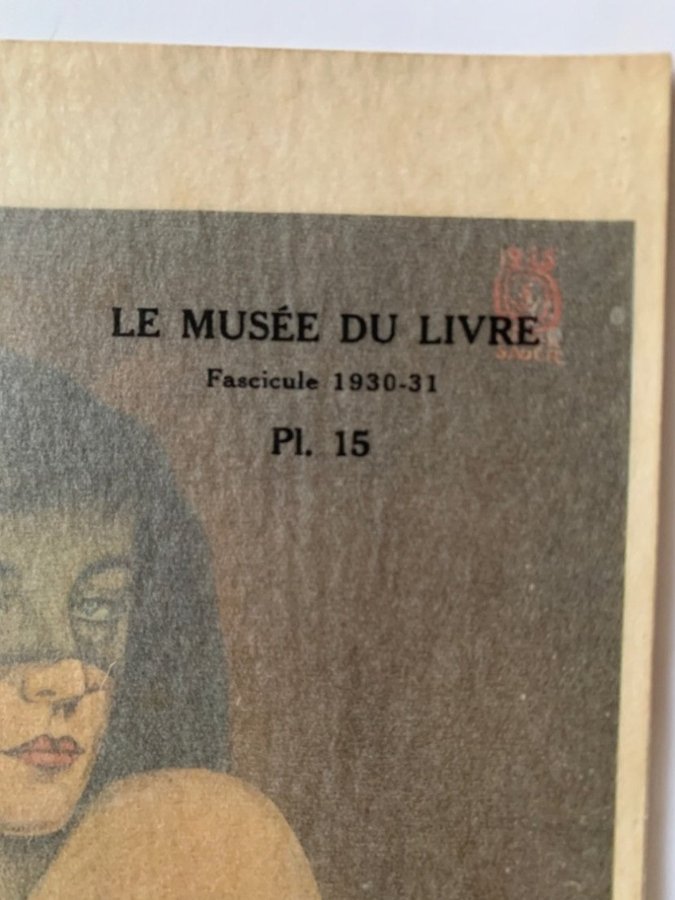 LE MUSÉE DU LIVRE
Fascicule 1930-31
Pl. 15